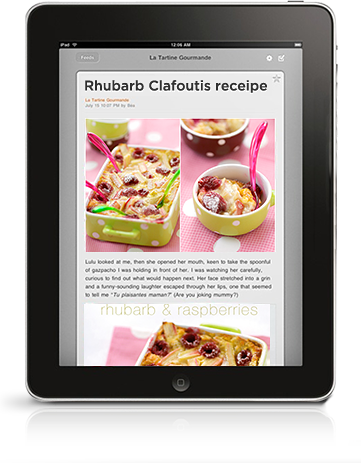 iPad
12:06 AM
Feeds
La Tartine Gourmande
Rhubarb Clafoutis receipe
La Tartine Gourmande
July 19 10:07 PM by Béa
Lulu looked at me, then she opened her mouth, keen to take the spoonful
of gazpacho I was holding in front of her. I was watching her carefully,
curious to find out what would happen next. Her face stretched into a grin
and a funny-sounding laughter escaped through her lips, one that seemed
to tell me "Tu plaisantes maman?" (Are you joking mummy?)
rhubarb & raspberries